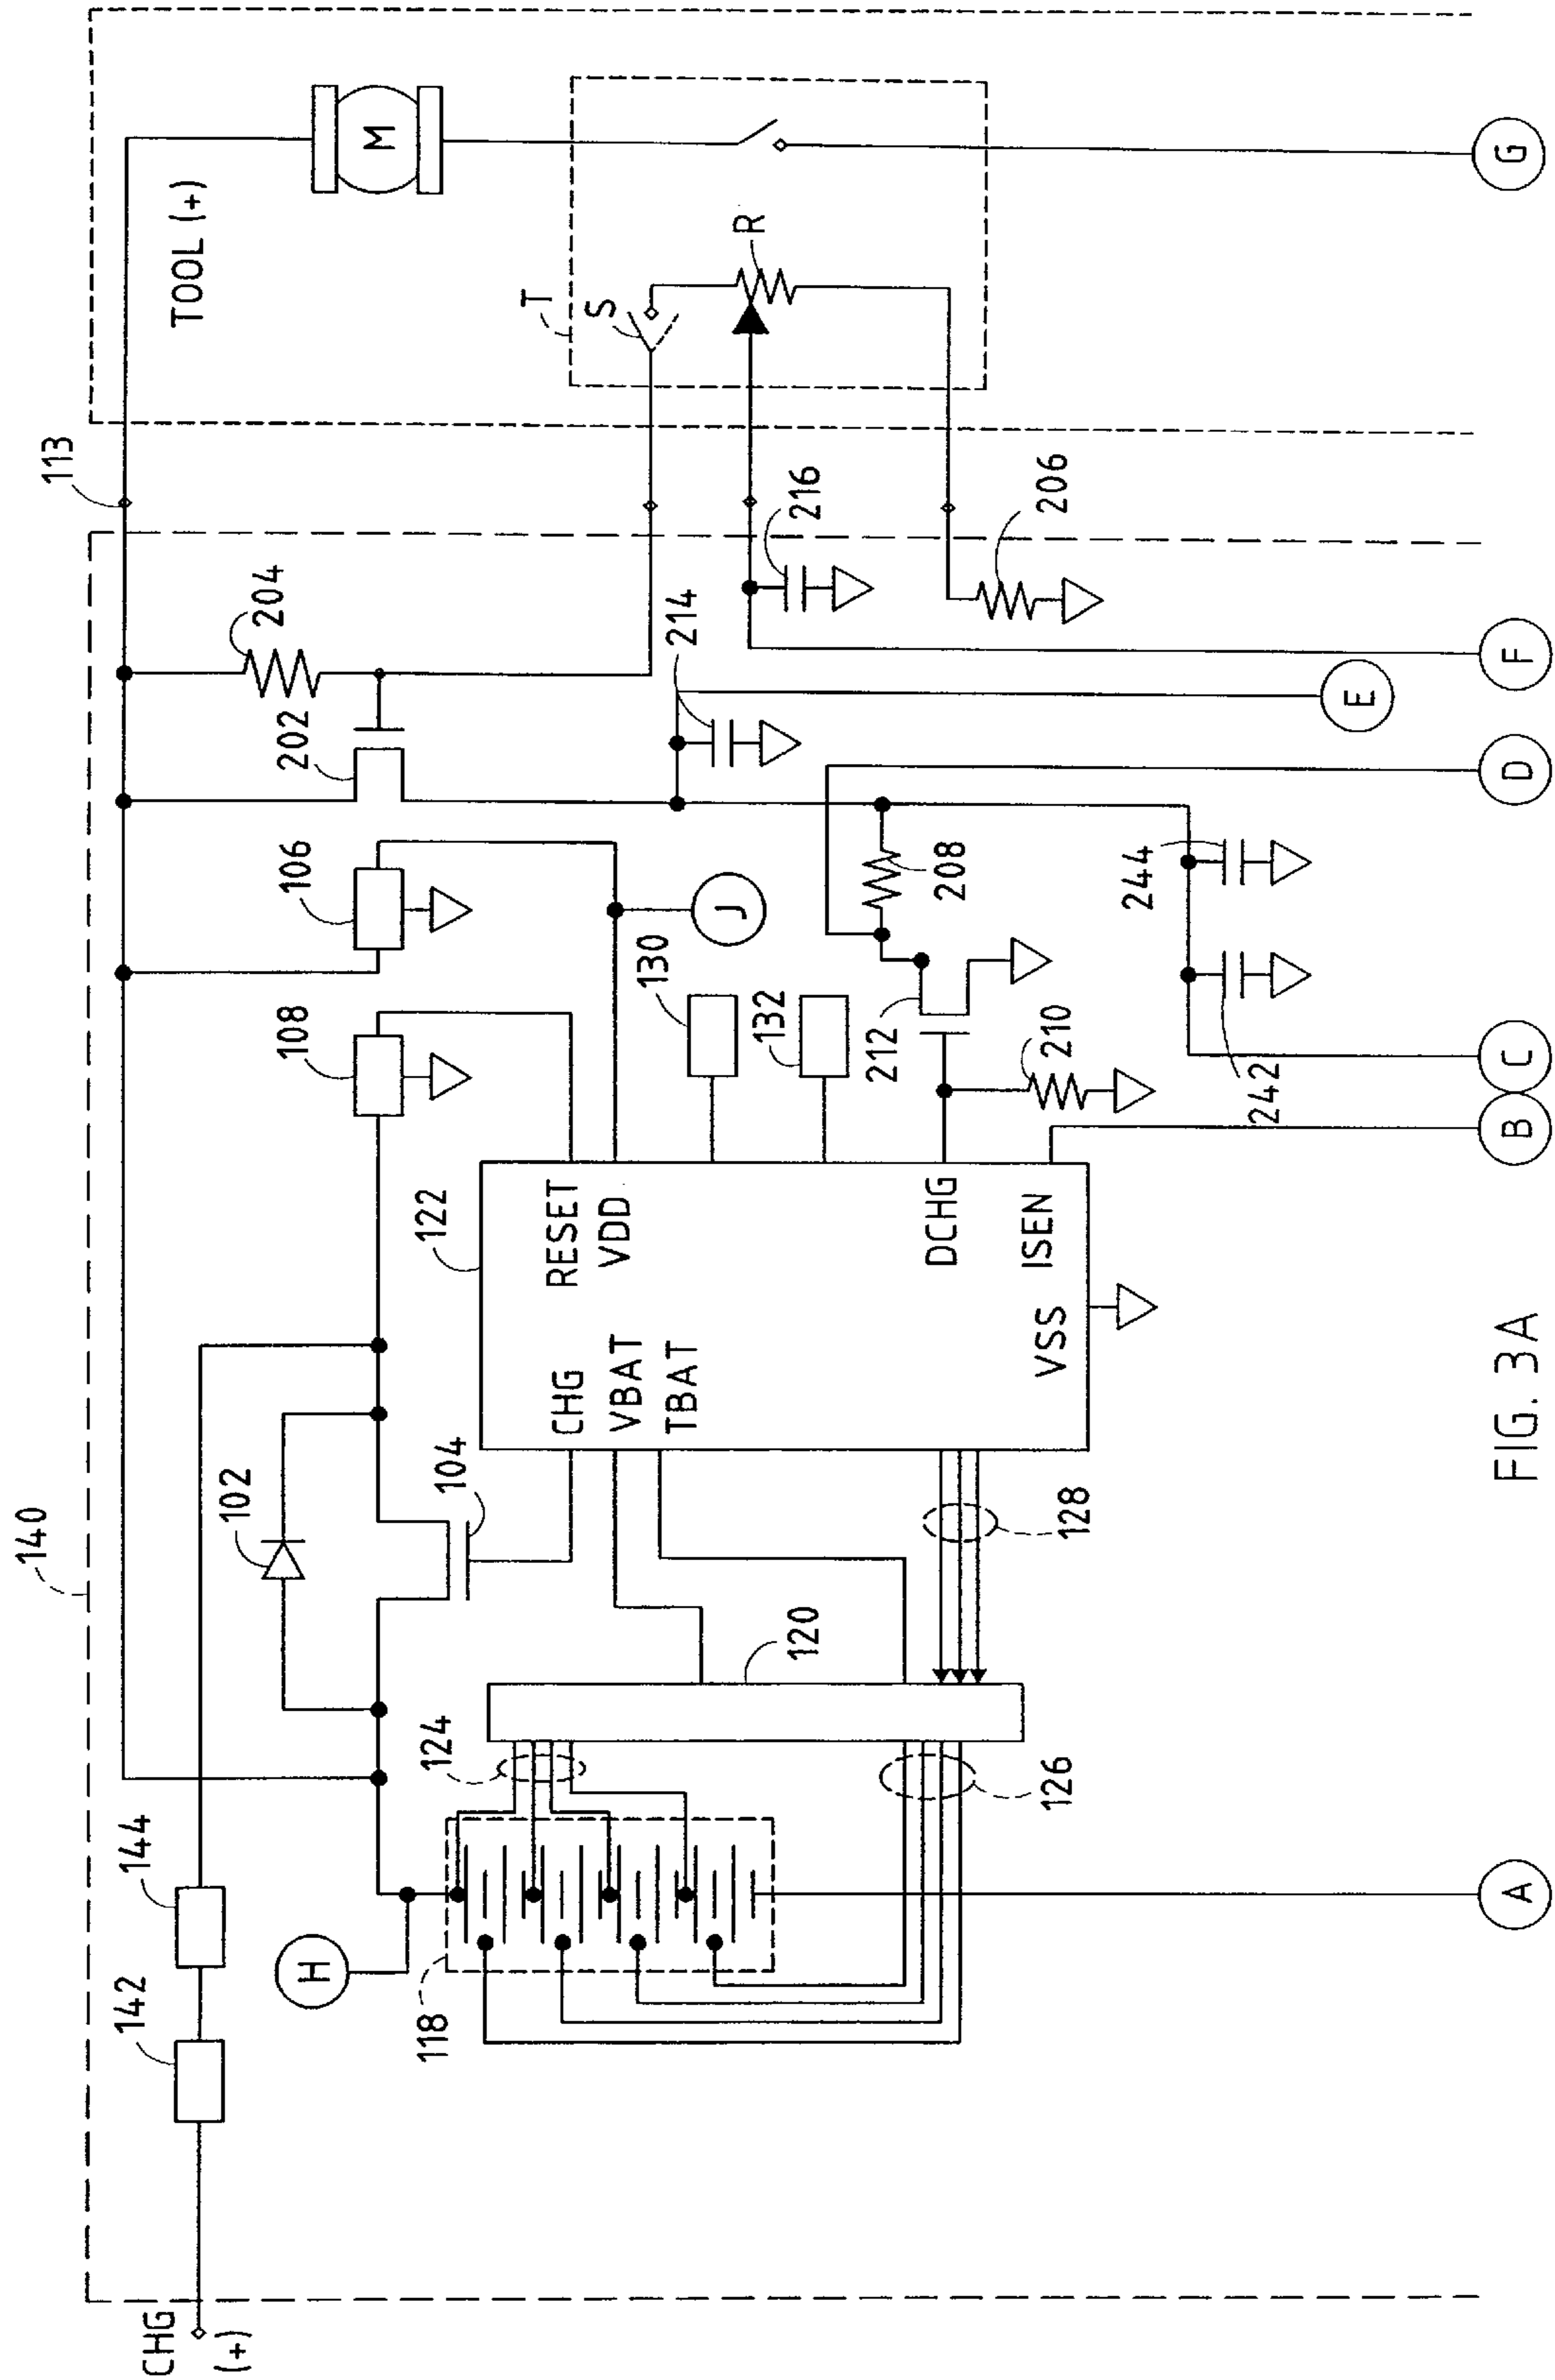 140
CHG
(+)
142
144
H
118
124
126
120
102
104
128
122
CHG
VBAT
TBAT
VSS
RESET
VDD
DCHG
ISEN
108
106
130
132
J
212
210
208
202
204
214
216
206
242
244
113
TOOL (+)
M
T
S
R
A
B
C
D
E
F
G
FIG. 3A